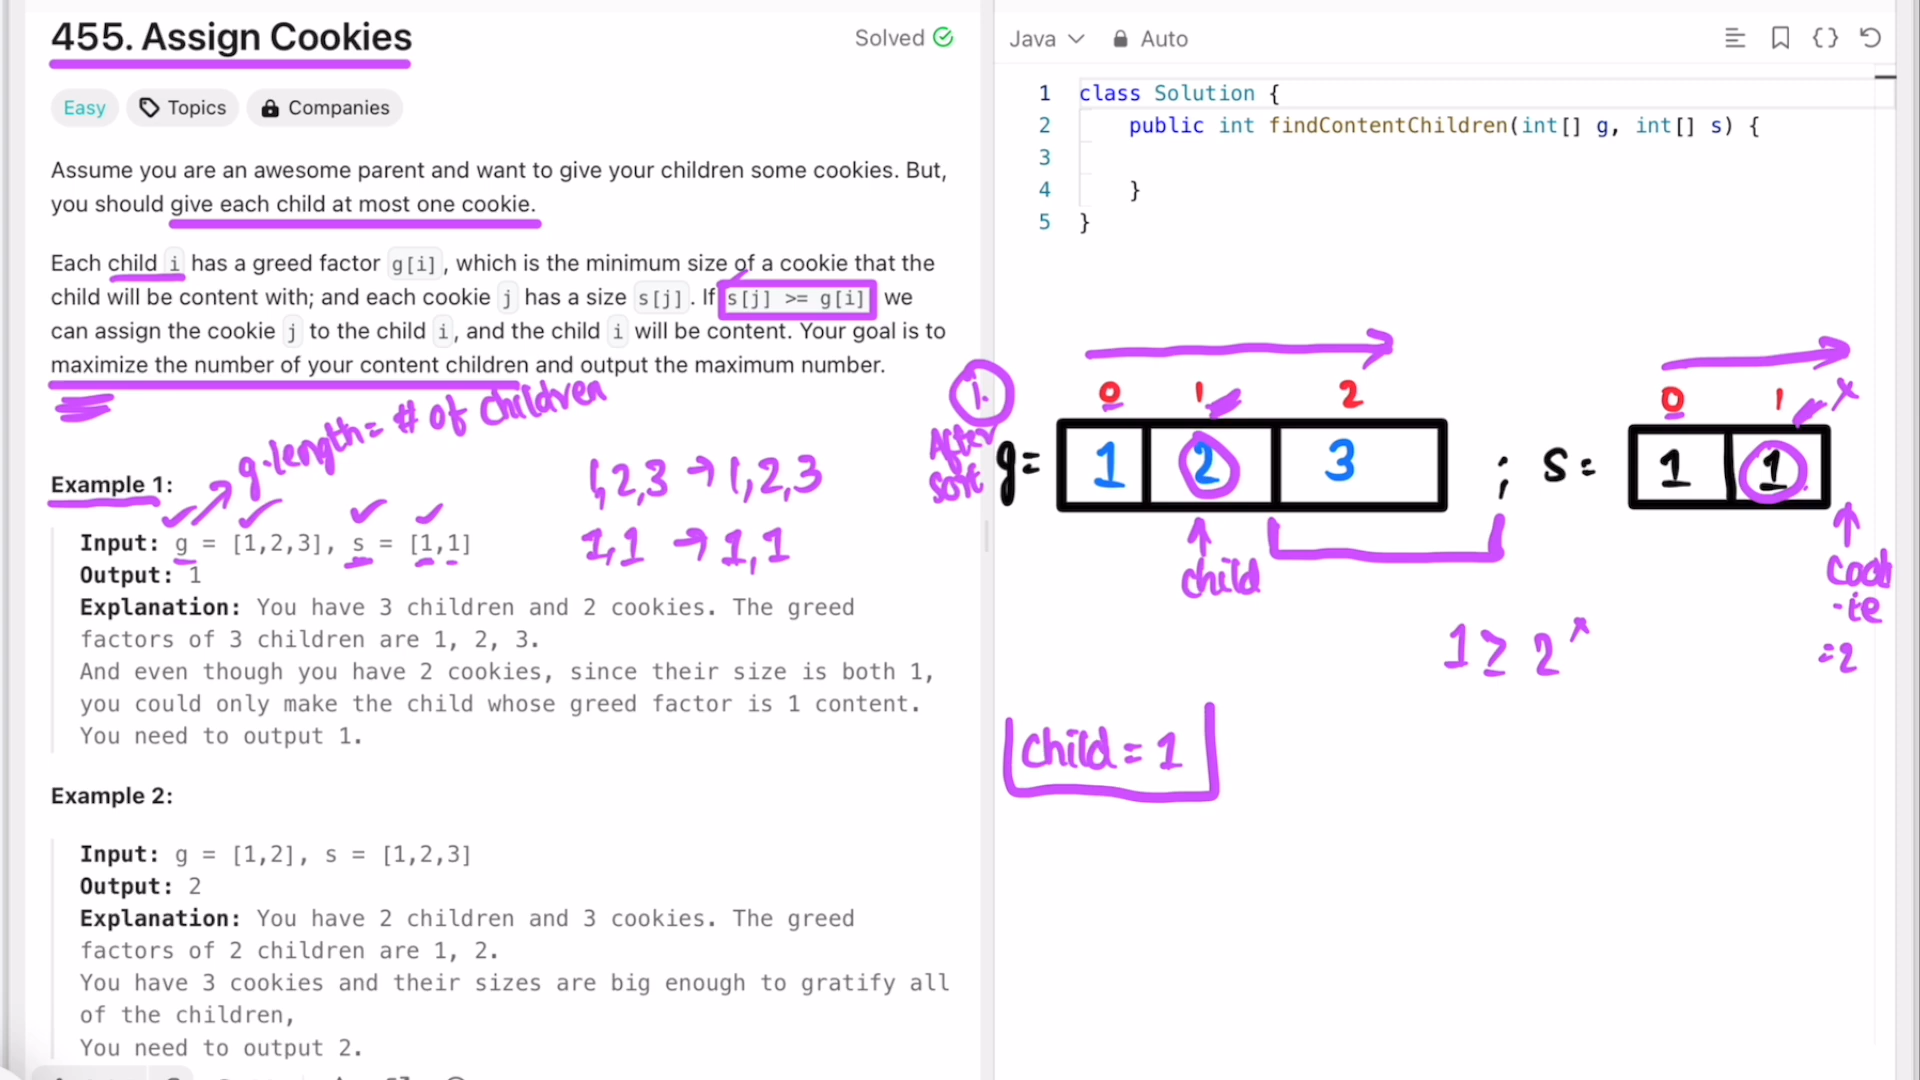 455. Assign Cookies
Solved
Easy
Topics
Companies
Assume you are an awesome parent and want to give your children some cookies. But,
you should give each child at most one cookie.
Each child i has a greed factor g[i], which is the minimum size of a cookie that the
child will be content with; and each cookie j has a size s[j]. If s[j] >= g[i] we
can assign the cookie j to the child i, and the child i will be content. Your goal is to
maximize the number of your content children and output the maximum number.
g.length = # of children
Example 1:
1,2,3 → 1,2,3
1,1 → 1,1
Input: g = [1,2,3], s = [1,1]
Output: 1
Explanation: You have 3 children and 2 cookies. The greed
factors of 3 children are 1, 2, 3.
And even though you have 2 cookies, since their size is both 1,
you could only make the child whose greed factor is 1 content.
You need to output 1.
Example 2:
Input: g = [1,2], s = [1,2,3]
Output: 2
Explanation: You have 2 children and 3 cookies. The greed
factors of 2 children are 1, 2.
You have 3 cookies and their sizes are big enough to gratify all
of the children,
You need to output 2.
Java
Auto
1 class Solution {
2 public int findContentChildren(int[] g, int[] s) {
3
4 }
5 }
1.
After
sort
0 1 2
g= 1 2 3 ; s= 1 1
0 1 x
child
cook
-ie
=2
1 ≥ 2 x
child = 1